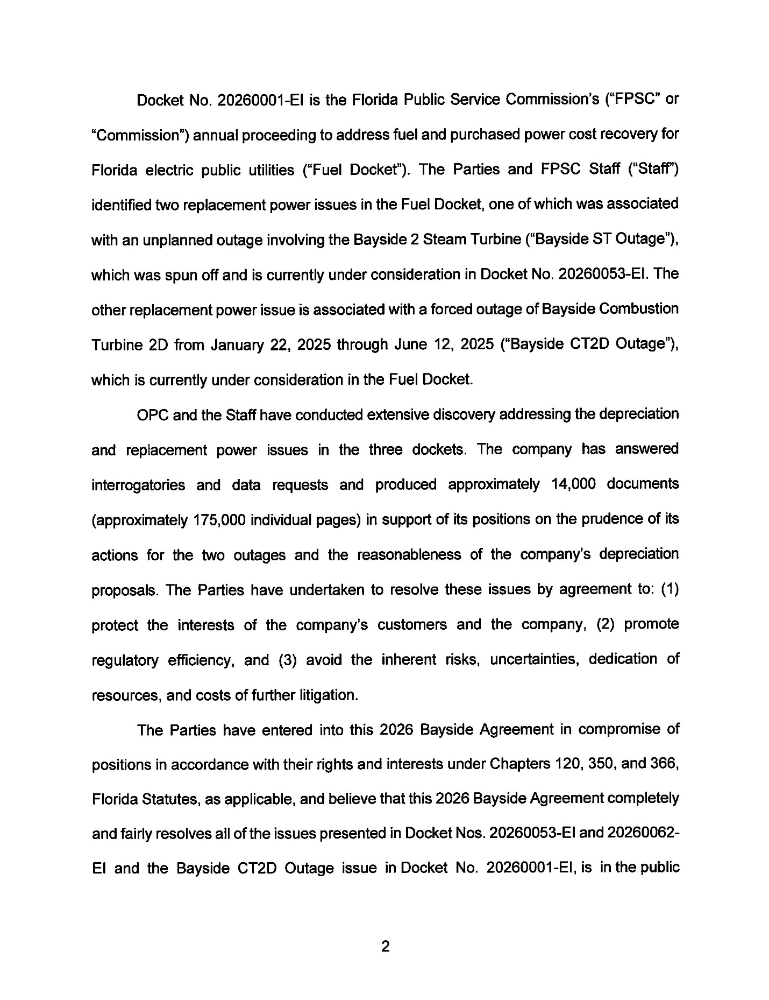 Docket No. 20260001-EI is the Florida Public Service Commission's (“FPSC” or
“Commission”) annual proceeding to address fuel and purchased power cost recovery for
Florida electric public utilities (“Fuel Docket”). The Parties and FPSC Staff (“Staff”)
identified two replacement power issues in the Fuel Docket, one of which was associated
with an unplanned outage involving the Bayside 2 Steam Turbine (“Bayside ST Outage”),
which was spun off and is currently under consideration in Docket No. 20260053-EI. The
other replacement power issue is associated with a forced outage of Bayside Combustion
Turbine 2D from January 22, 2025 through June 12, 2025 (“Bayside CT2D Outage”),
which is currently under consideration in the Fuel Docket.
OPC and the Staff have conducted extensive discovery addressing the depreciation
and replacement power issues in the three dockets. The company has answered
interrogatories and data requests and produced approximately 14,000 documents
(approximately 175,000 individual pages) in support of its positions on the prudence of its
actions for the two outages and the reasonableness of the company's depreciation
proposals. The Parties have undertaken to resolve these issues by agreement to: (1)
protect the interests of the company's customers and the company, (2) promote
regulatory efficiency, and (3) avoid the inherent risks, uncertainties, dedication of
resources, and costs of further litigation.
The Parties have entered into this 2026 Bayside Agreement in compromise of
positions in accordance with their rights and interests under Chapters 120, 350, and 366,
Florida Statutes, as applicable, and believe that this 2026 Bayside Agreement completely
and fairly resolves all of the issues presented in Docket Nos. 20260053-EI and 20260062-
EI and the Bayside CT2D Outage issue in Docket No. 20260001-EI, is in the public
2